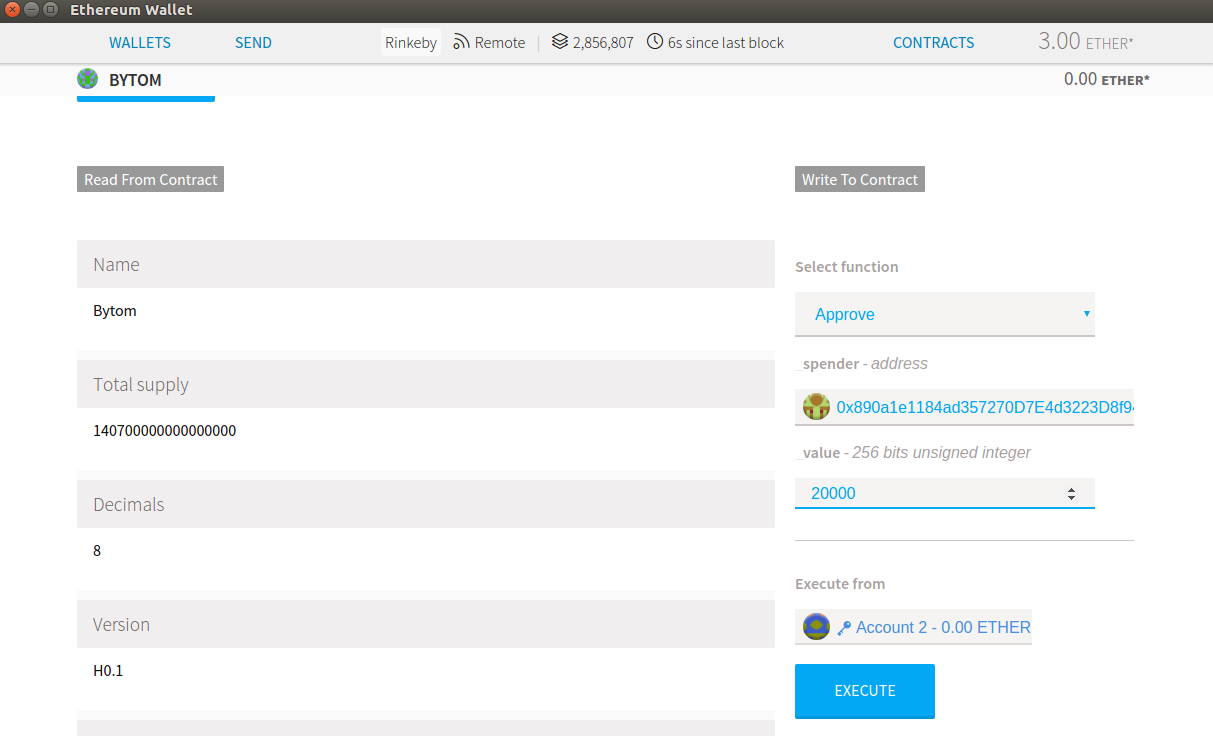 Ethereum Wallet
WALLETS SEND Rinkeby Remote 2,856,807 6s since last block CONTRACTS 3.00 ETHER*
BYTOM 0.00 ETHER*
Read From Contract
Write To Contract
Name
Bytom
Total supply
140700000000000000
Decimals
8
Version
H0.1
Select function
Approve
_spender - address
0x890a1e1184ad357270D7E4d3223D8f94
_value - 256 bits unsigned integer
20000
Execute from
Account 2 - 0.00 ETHER
EXECUTE